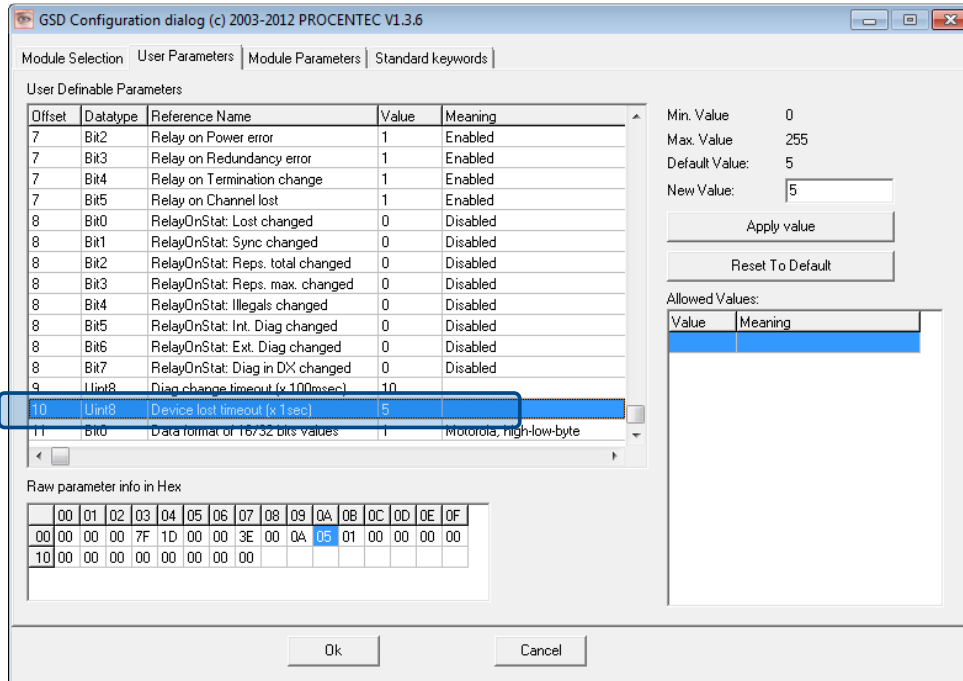 GSD Configuration dialog (c) 2003-2012 PROCENTEC V1.3.6
Module Selection User Parameters Module Parameters Standard keywords
User Definable Parameters
Offset Datatype Reference Name Value Meaning
7 Bit2 Relay on Power error 1 Enabled
7 Bit3 Relay on Redundancy error 1 Enabled
7 Bit4 Relay on Termination change 1 Enabled
7 Bit5 Relay on Channel lost 1 Enabled
8 Bit0 RelayOnStat: Lost changed 0 Disabled
8 Bit1 RelayOnStat: Sync changed 0 Disabled
8 Bit2 RelayOnStat: Reps. total changed 0 Disabled
8 Bit3 RelayOnStat: Reps. max. changed 0 Disabled
8 Bit4 RelayOnStat: Illegals changed 0 Disabled
8 Bit5 RelayOnStat: Int. Diag changed 0 Disabled
8 Bit6 RelayOnStat: Ext. Diag changed 0 Disabled
8 Bit7 RelayOnStat: Diag in DX changed 0 Disabled
9 Uint8 Diag change timeout (x 100msec) 10
10 Uint8 Device lost timeout (x 1sec) 5
11 Bit0 Data format of 16/32 bits values 1 Motorola, high-low-byte
Min. Value 0
Max. Value 255
Default Value: 5
New Value: 5
Apply value
Reset To Default
Allowed Values:
Value Meaning
Raw parameter info in Hex
00 01 02 03 04 05 06 07 08 09 0A 0B 0C 0D 0E 0F
00 00 00 00 7F 1D 00 00 3E 00 0A 05 01 00 00 00 00
10 00 00 00 00 00 00 00 00
Ok Cancel